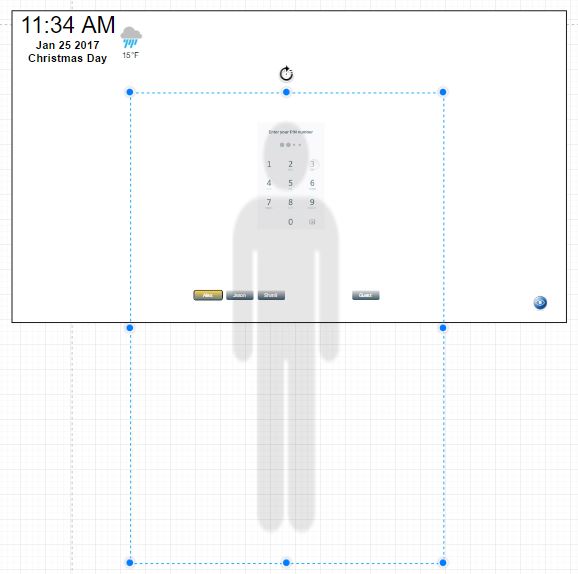 11:34 AM
Jan 25 2017
Christmas Day
15°F
Enter your PIN number
1 2 3
4 5 6
7 8 9
0
Alex Jason Sherri Guest